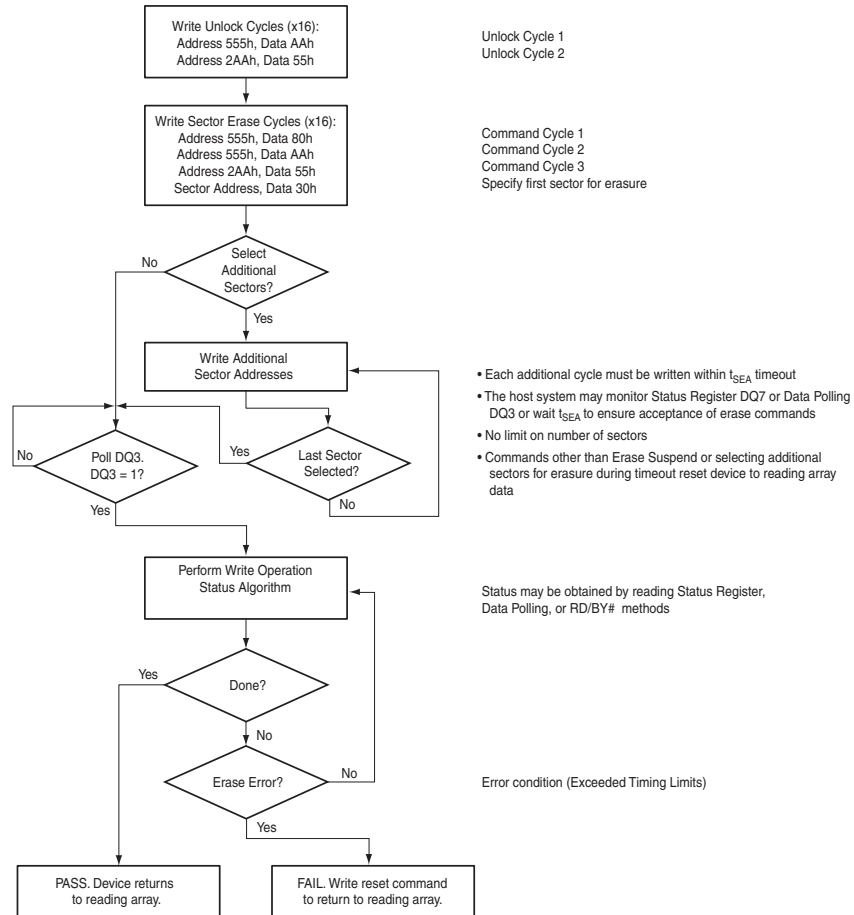 Write Unlock Cycles (x16):
Address 555h, Data AAh
Address 2AAh, Data 55h
Unlock Cycle 1
Unlock Cycle 2
Write Sector Erase Cycles (x16):
Address 555h, Data 80h
Address 555h, Data AAh
Address 2AAh, Data 55h
Sector Address, Data 30h
Command Cycle 1
Command Cycle 2
Command Cycle 3
Specify first sector for erasure
No
Select
Additional
Sectors?
Yes
Write Additional
Sector Addresses
• Each additional cycle must be written within tSEA timeout
• The host system may monitor Status Register DQ7 or Data Polling
DQ3 or wait tSEA to ensure acceptance of erase commands
• No limit on number of sectors
• Commands other than Erase Suspend or selecting additional
sectors for erasure during timeout reset device to reading array
data
No
Poll DQ3.
DQ3 = 1?
Yes
Yes
Last Sector
Selected?
No
Perform Write Operation
Status Algorithm
Status may be obtained by reading Status Register,
Data Polling, or RD/BY# methods
Yes
Done?
No
Erase Error?
No
Error condition (Exceeded Timing Limits)
Yes
PASS. Device returns
to reading array.
FAIL. Write reset command
to return to reading array.